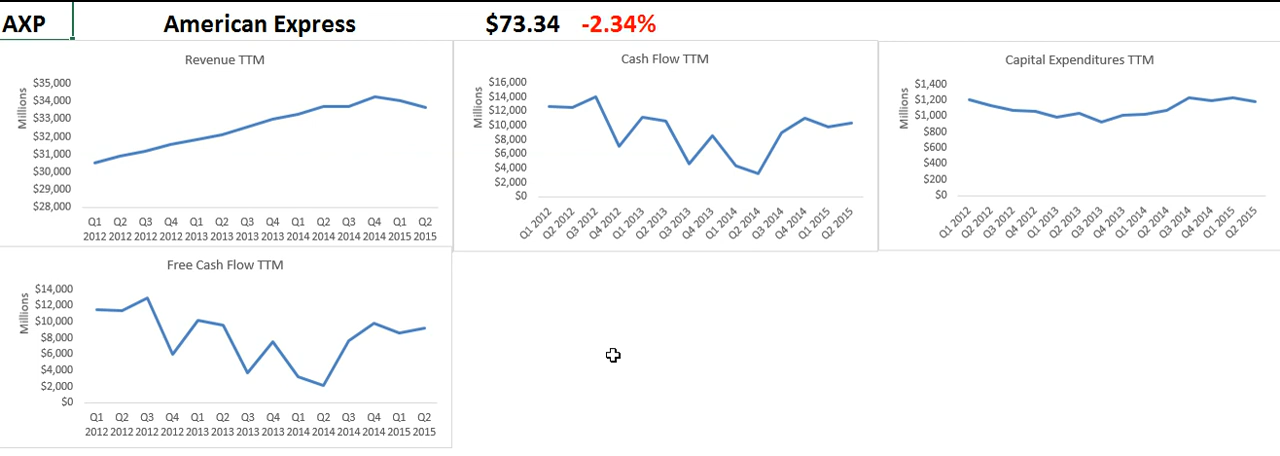 AXP American Express $73.34 -2.34%
Revenue TTM
Millions
$35,000
$34,000
$33,000
$32,000
$31,000
$30,000
$29,000
$28,000
Q1 Q2 Q3 Q4 Q1 Q2 Q3 Q4 Q1 Q2 Q3 Q4 Q1 Q2
2012 2012 2012 2012 2013 2013 2013 2013 2014 2014 2014 2014 2015 2015
Cash Flow TTM
Millions
$16,000
$14,000
$12,000
$10,000
$8,000
$6,000
$4,000
$2,000
$0
Q1 2012 Q2 2012 Q3 2012 Q4 2012 Q1 2013 Q2 2013 Q3 2013 Q4 2013 Q1 2014 Q2 2014 Q3 2014 Q4 2014 Q1 2015 Q2 2015
Capital Expenditures TTM
Millions
$1,400
$1,200
$1,000
$800
$600
$400
$200
$0
Q1 2012 Q2 2012 Q3 2012 Q4 2012 Q1 2013 Q2 2013 Q3 2013 Q4 2013 Q1 2014 Q2 2014 Q3 2014 Q4 2014 Q1 2015 Q2 2015
Free Cash Flow TTM
Millions
$14,000
$12,000
$10,000
$8,000
$6,000
$4,000
$2,000
$0
Q1 Q2 Q3 Q4 Q1 Q2 Q3 Q4 Q1 Q2 Q3 Q4 Q1 Q2
2012 2012 2012 2012 2013 2013 2013 2013 2014 2014 2014 2014 2015 2015